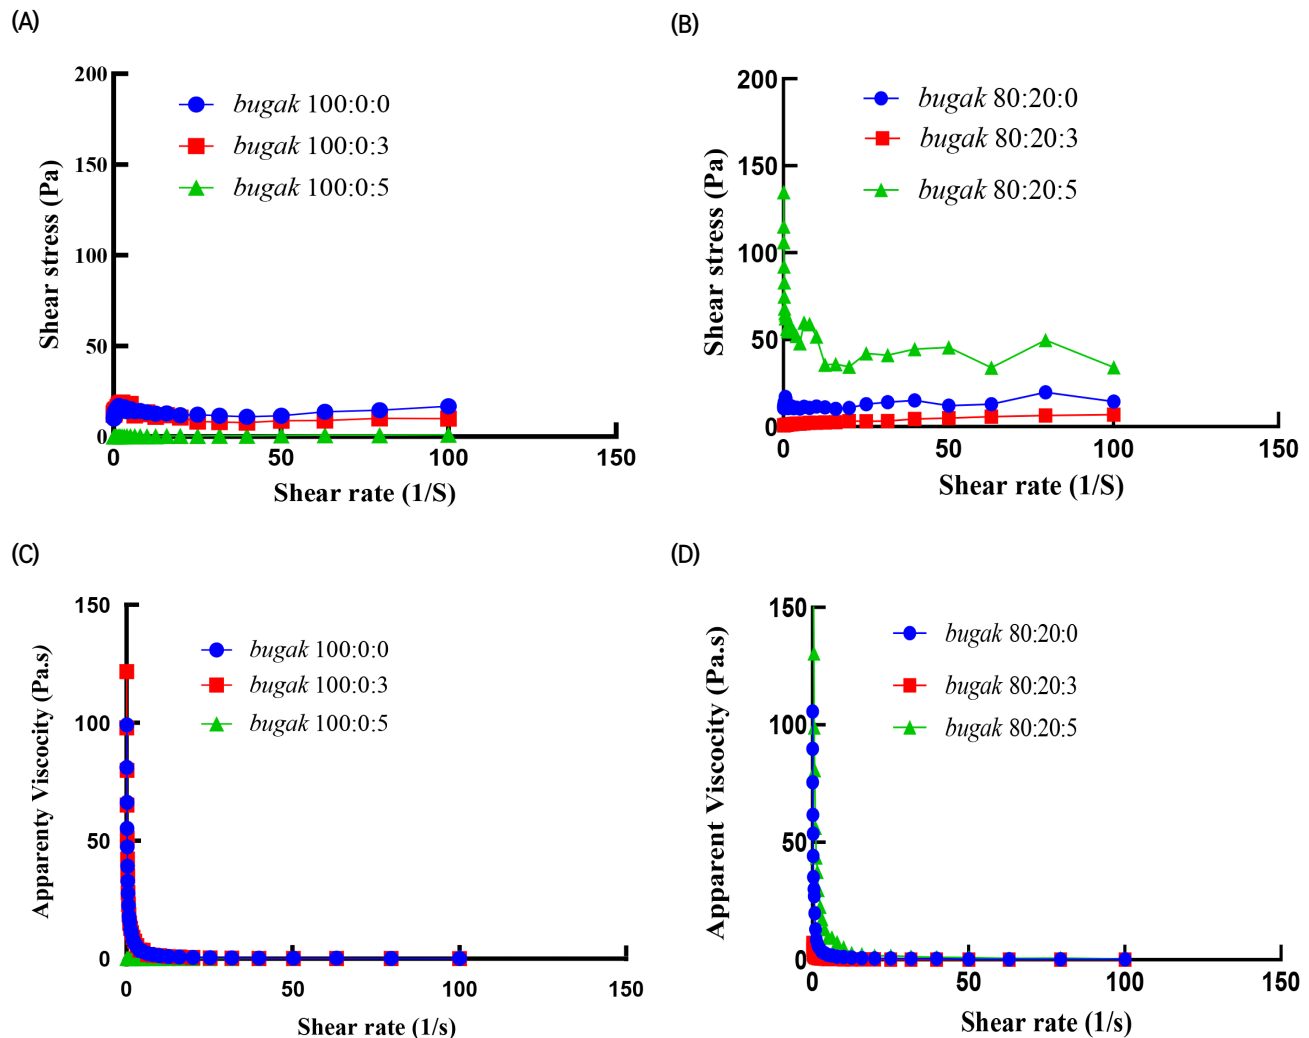 (A)
200
150
100
50
0
0 50 100 150
Shear stress (Pa)
Shear rate (1/S)
bugak 100:0:0
bugak 100:0:3
bugak 100:0:5
(B)
200
150
100
50
0
0 50 100 150
Shear stress (Pa)
Shear rate (1/S)
bugak 80:20:0
bugak 80:20:3
bugak 80:20:5
(C)
150
100
50
0
0 50 100 150
Apparenty Viscocity (Pa.s)
Shear rate (1/s)
bugak 100:0:0
bugak 100:0:3
bugak 100:0:5
(D)
150
100
50
0
0 50 100 150
Apparent Viscocity (Pa.s)
Shear rate (1/s)
bugak 80:20:0
bugak 80:20:3
bugak 80:20:5